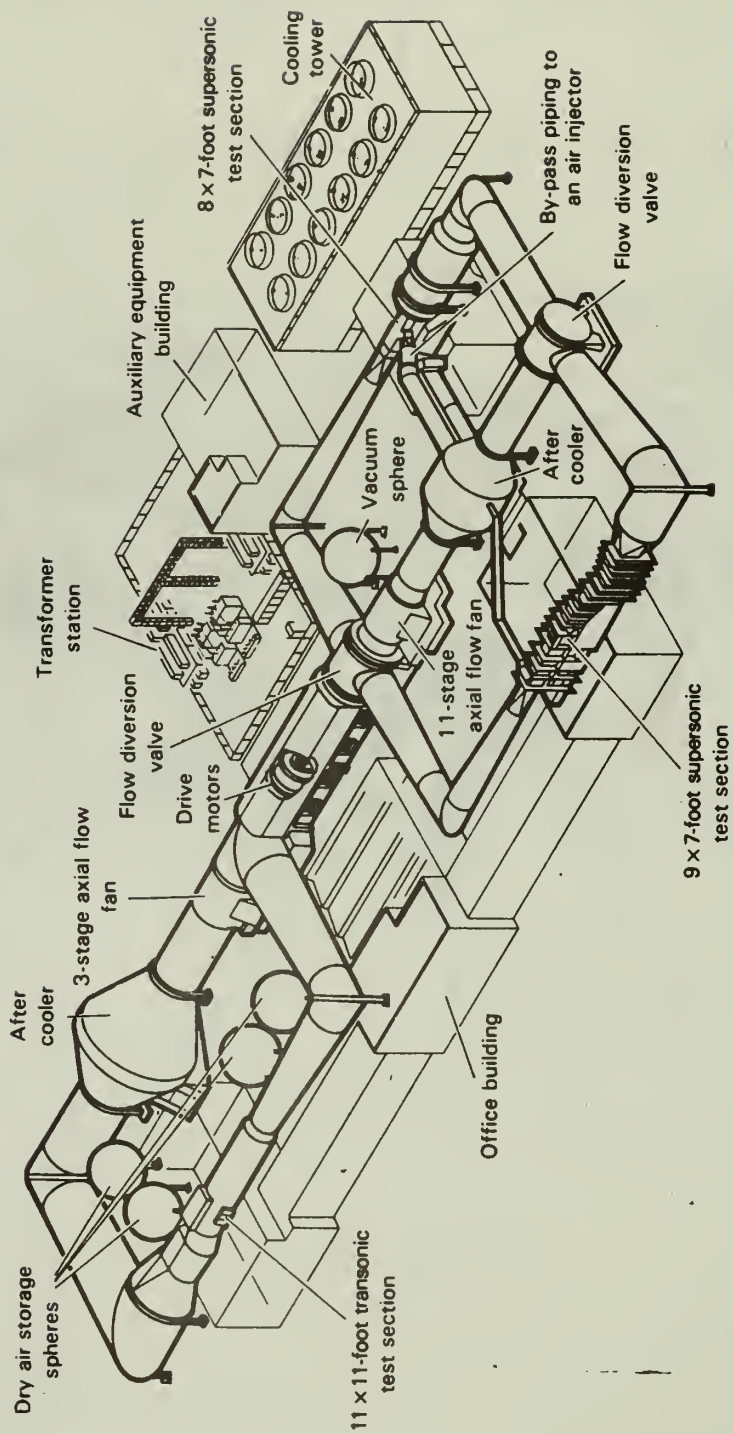 Dry air storage
spheres
After
cooler
3-stage axial flow
fan
Flow diversion
valve
Drive
motors
Transformer
station
Auxiliary equipment
building
8 x 7-foot supersonic
test section
Cooling
tower
Vacuum
sphere
By-pass piping to
an air injector
Flow diversion
valve
After
cooler
11-stage
axial flow fan
11 x 11-foot transonic
test section
Office building
9 x 7-foot supersonic
test section